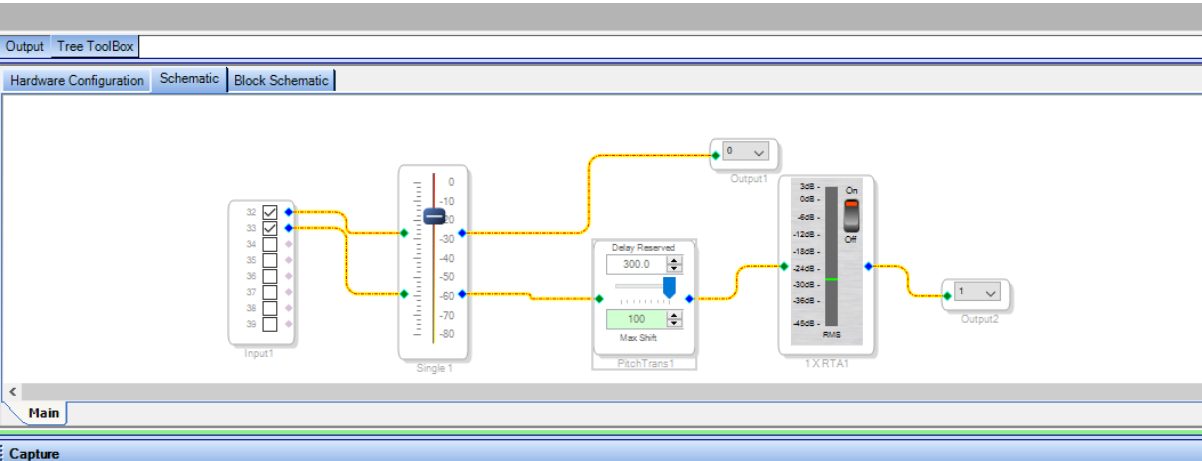 Output Tree ToolBox
Hardware Configuration Schematic Block Schematic
32
33
34
35
36
37
38
39
Input1
0
-10
-20
-30
-40
-50
-60
-70
-80
Single 1
0
Output1
Delay Reserved
300.0
100
Max Shift
PitchTrans1
3dB -
0dB -
-6dB -
-12dB -
-18dB -
-24dB -
-30dB -
-36dB -
-45dB -
On
Off
RMS
1 X RTA1
1
Output2
Main
Capture